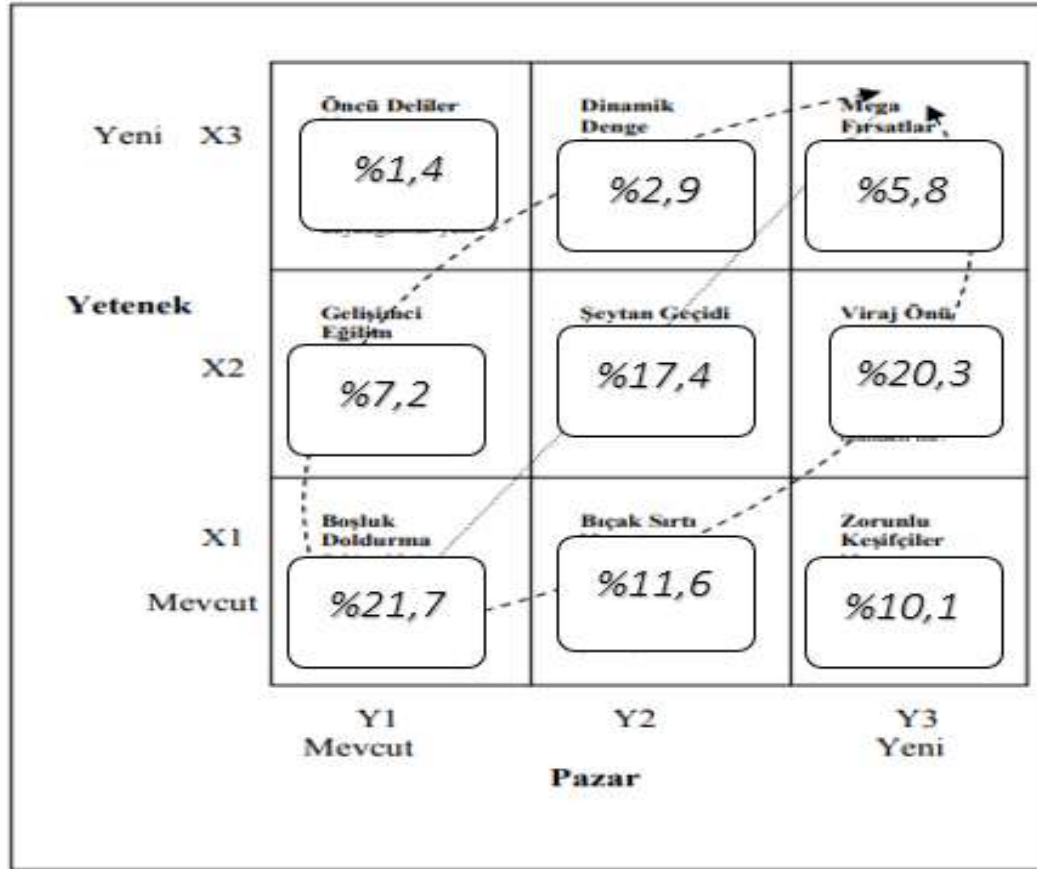 Öncü Deliler
Dinamik
Denge
Mega
Fırsatlar
Yeni X3
%1,4
%2,9
%5,8
Yetenek
Gelişimci
Eğilim
Şeytan Geçidi
Viraj Önü
X2
%7,2
%17,4
%20,3
X1
Boşluk
Doldurma
Bıçak Sırtı
Zorunlu
Keşifçiler
Mevcut
%21,7
%11,6
%10,1
Y1
Mevcut
Y2
Y3
Yeni
Pazar